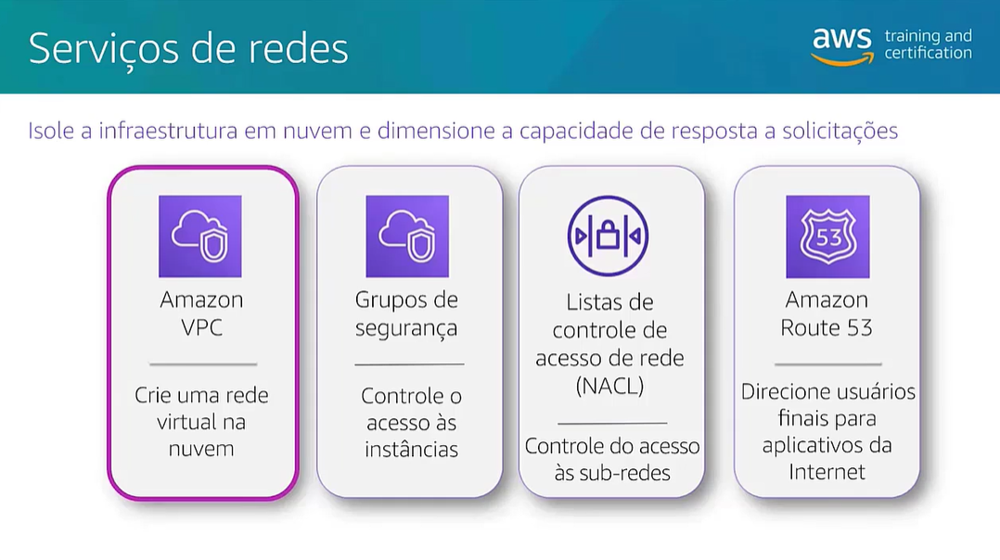 Serviços de redes
aws training and
certification
Isole a infraestrutura em nuvem e dimensione a capacidade de resposta a solicitações
Amazon
VPC
Crie uma rede
virtual na
nuvem
Grupos de
segurança
Controle o
acesso às
instâncias
Listas de
controle de
acesso de rede
(NACL)
Controle do acesso
às sub-redes
53
Amazon
Route 53
Direcione usuários
finais para
aplicativos da
Internet